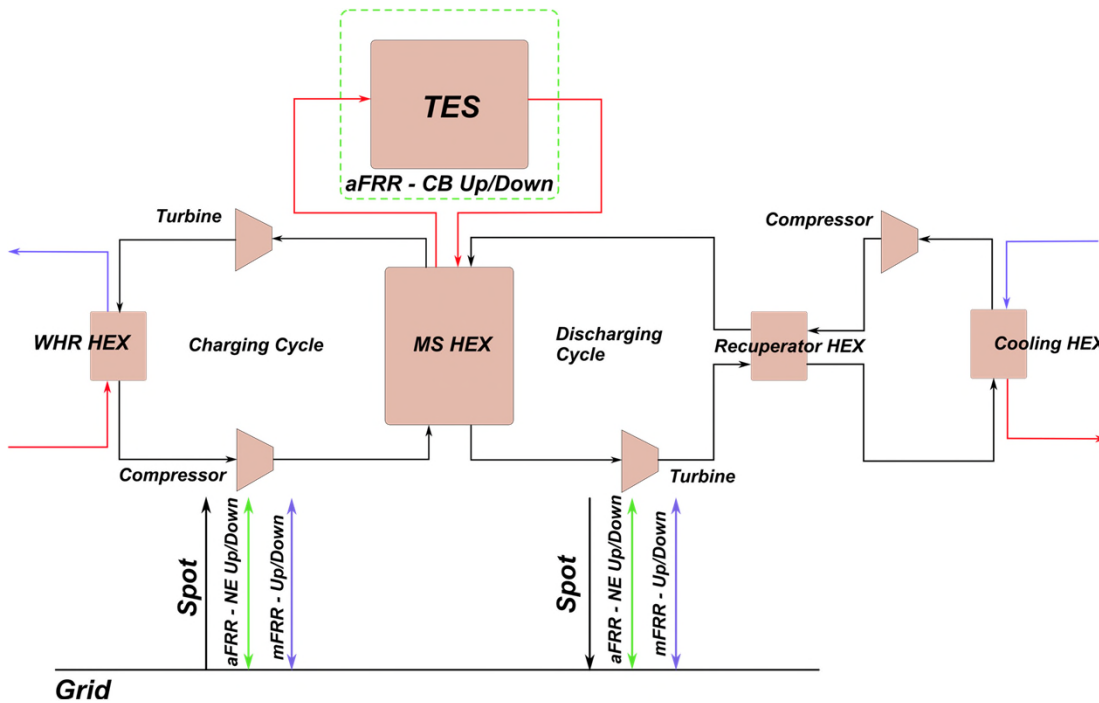 TES
aFRR - CB Up/Down
Turbine
Compressor
WHR HEX
Charging Cycle
MS HEX
Discharging
Cycle
Recuperator HEX
Cooling HEX
Compressor
Turbine
Spot
aFRR - NE Up/Down
mFRR - Up/Down
Spot
aFRR - NE Up/Down
mFRR - Up/Down
Grid